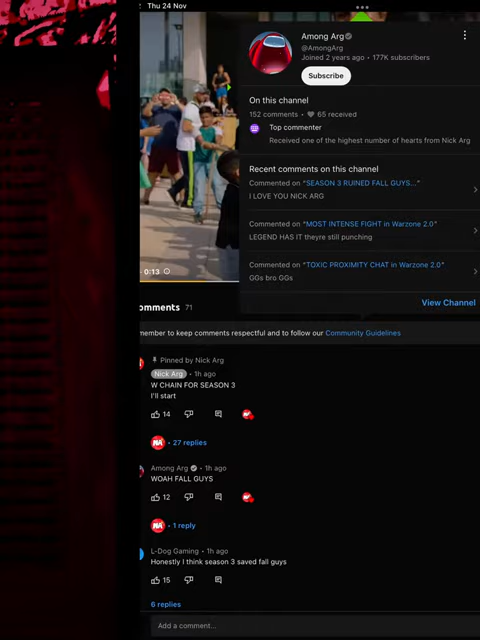 Thu 24 Nov
Among Arg
@AmongArg
Joined 2 years ago • 177K subscribers
Subscribe
On this channel
152 comments • 65 received
Top commenter
Received one of the highest number of hearts from Nick Arg
Recent comments on this channel
Commented on "SEASON 3 RUINED FALL GUYS..."
I LOVE YOU NICK ARG
Commented on "MOST INTENSE FIGHT in Warzone 2.0"
LEGEND HAS IT theyre still punching
Commented on "TOXIC PROXIMITY CHAT in Warzone 2.0"
GGs bro GGs
View Channel
0:13
omments 71
member to keep comments respectful and to follow our Community Guidelines
Pinned by Nick Arg
Nick Arg • 1h ago
W CHAIN FOR SEASON 3
I'll start
14
NA • 27 replies
Among Arg • 1h ago
WOAH FALL GUYS
12
NA • 1 reply
L-Dog Gaming • 1h ago
Honestly I think season 3 saved fall guys
15
6 replies
Add a comment...